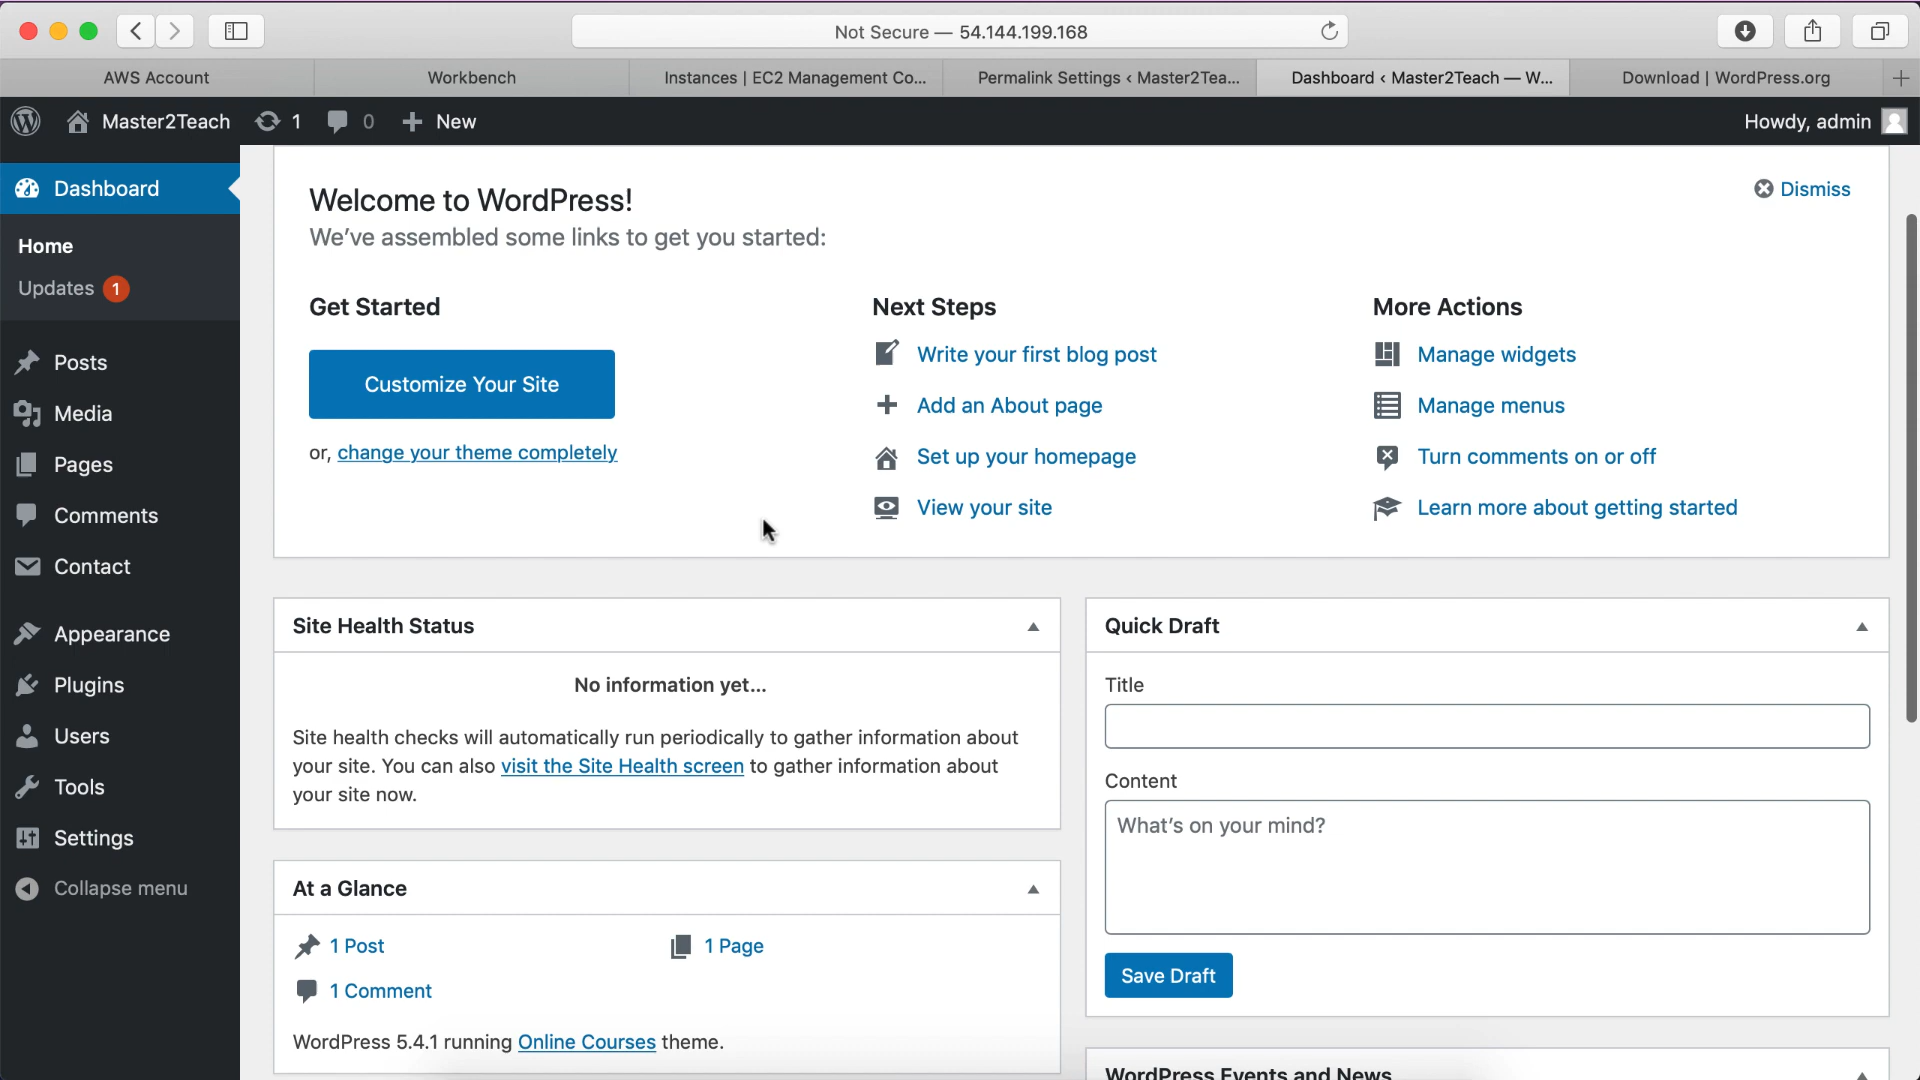 Not Secure — 54.144.199.168
AWS Account
Workbench
Instances | EC2 Management Co...
Permalink Settings ‹ Master2Tea...
Dashboard ‹ Master2Teach — W...
Download | WordPress.org
Master2Teach
1
0
New
Howdy, admin
Dashboard
Home
Updates 1
Posts
Media
Pages
Comments
Contact
Appearance
Plugins
Users
Tools
Settings
Collapse menu
Welcome to WordPress!
Dismiss
We've assembled some links to get you started:
Get Started
Customize Your Site
or, change your theme completely
Next Steps
Write your first blog post
Add an About page
Set up your homepage
View your site
More Actions
Manage widgets
Manage menus
Turn comments on or off
Learn more about getting started
Site Health Status
No information yet...
Site health checks will automatically run periodically to gather information about
your site. You can also visit the Site Health screen to gather information about
your site now.
At a Glance
1 Post
1 Page
1 Comment
WordPress 5.4.1 running Online Courses theme.
Quick Draft
Title
Content
What's on your mind?
Save Draft
WordPress Events and News